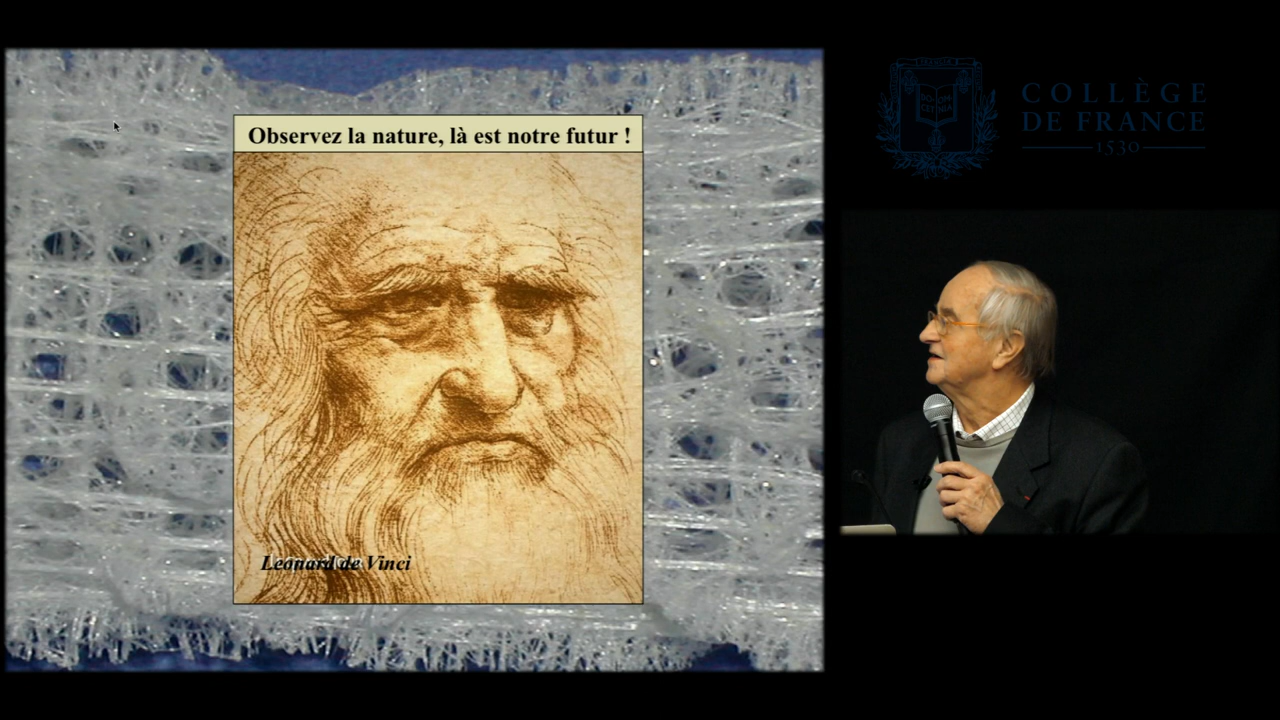 Observez la nature, là est notre futur !
Leonard de Vinci
COLLÈGE
DE FRANCE
1530